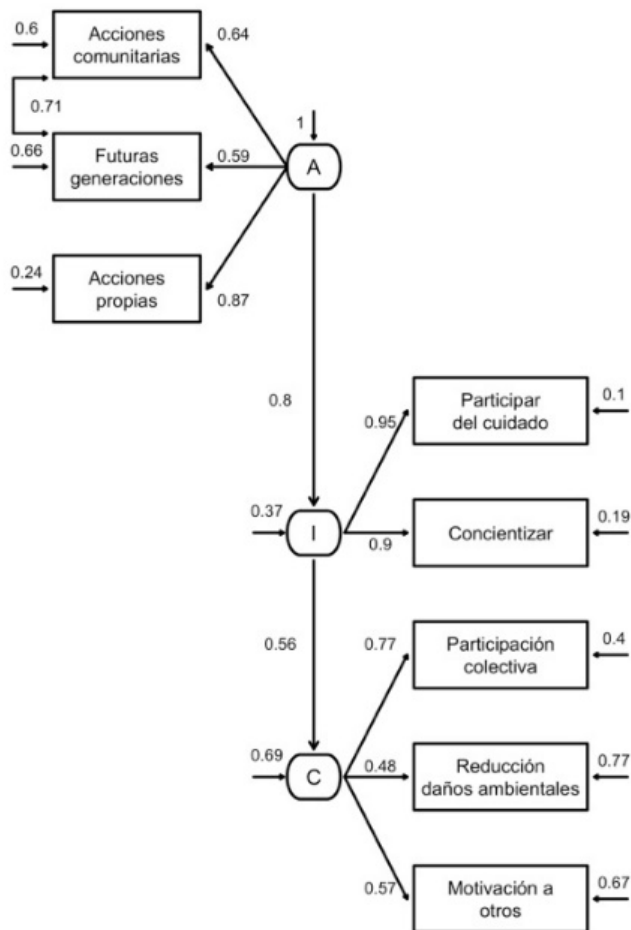 0.6
Acciones
comunitarias
0.64
0.71
1
0.66
Futuras
generaciones
0.59
A
0.24
Acciones
propias
0.87
0.8
Participar
del cuidado
0.1
0.95
0.37
I
0.9
Concientizar
0.19
0.56
0.77
Participación
colectiva
0.4
0.69
C
0.48
Reducción
daños ambientales
0.77
0.57
Motivación a
otros
0.67